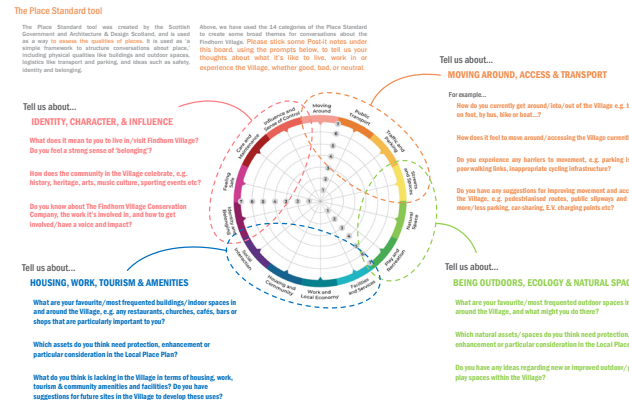 The Place Standard tool
The Place Standard tool was created by the Scottish
Government and Architecture & Design Scotland, and is used
as a way to assess the qualities of places. It is used as 'a
simple framework to structure conversations about place,'
including physical qualities like buildings and outdoor spaces,
logistics like transport and parking, and ideas such as safety,
identity and belonging.
Above, we have used the 14 categories of the Place Standard
to create some broad themes for conversations about the
Findhorn Village. Please stick some Post-it notes under
this board, using the prompts below, to tell us your
thoughts about what it's like to live, work in or
experience the Village, whether good, bad, or neutral.
Tell us about...
IDENTITY, CHARACTER, & INFLUENCE
What does it mean to you to live in/visit Findhorn Village?
Do you feel a strong sense of 'belonging'?
How does the community in the Village celebrate, e.g.
history, heritage, arts, music culture, sporting events etc?
Do you know about The Findhorn Village Conservation
Company, the work it's involved in, and how to get
involved/have a voice and impact?
Tell us about...
HOUSING, WORK, TOURISM & AMENITIES
What are your favourite/most frequented buildings/indoor spaces in
and around the Village, e.g. any restaurants, churches, cafés, bars or
shops that are particularly important to you?
Which assets do you think need protection, enhancement or
particular consideration in the Local Place Plan?
What do you think is lacking in the Village in terms of housing, work,
tourism & community amenities and facilities? Do you have
suggestions for future sites in the Village to develop these uses?
Moving
Around
Public
Transport
Traffic and
Parking
Streets
and Spaces
Natural
Space
Play and
Recreation
Facilities
and Services
Work and
Local Economy
Housing and
Community
Social
Interaction
Identity and
Belonging
Feeling
Safe
Care and
Maintenance
Influence and
Sense of Control
Tell us about...
MOVING AROUND, ACCESS & TRANSPORT
For example...
How do you currently get around/into/out of the Village e.g. b
on foot, by bus, bike or boat...?
How does it feel to move around/accessing the Village currentl
Do you experience any barriers to movement, e.g. parking is
poor walking links, inappropriate cycling infrastructure?
Do you have any suggestions for improving movement and acc
the Village, e.g. pedestrianised routes, public slipways and
more/less parking, car-sharing, E.V. charging points etc?
Tell us about...
BEING OUTDOORS, ECOLOGY & NATURAL SPAC
What are your favourite/most frequented outdoor spaces in
around the Village, and what might you do there?
Which natural assets/spaces do you think need protection,
enhancement or particular consideration in the Local Place
Do you have any ideas regarding new or improved outdoor/
play spaces within the Village?